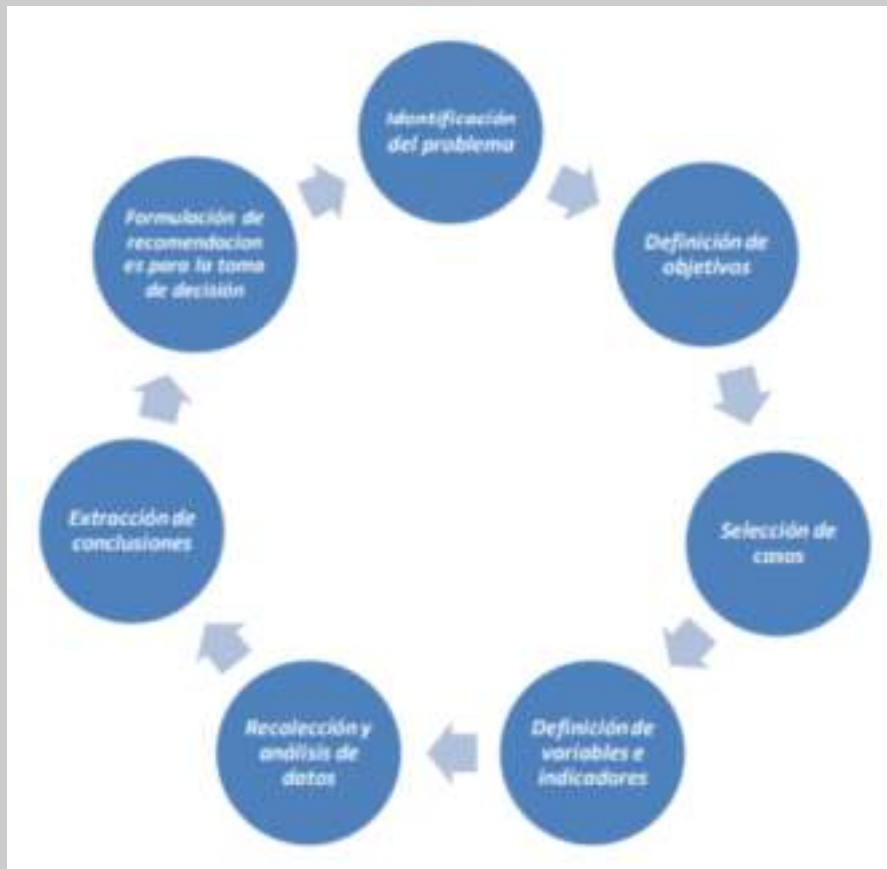 Identificación
del problema
Definición de
objetivos
Selección de
casos
Definición de
variables e
indicadores
Recolección y
análisis de
datos
Extracción de
conclusiones
Formulación de
recomendacion
es para la toma
de decisión